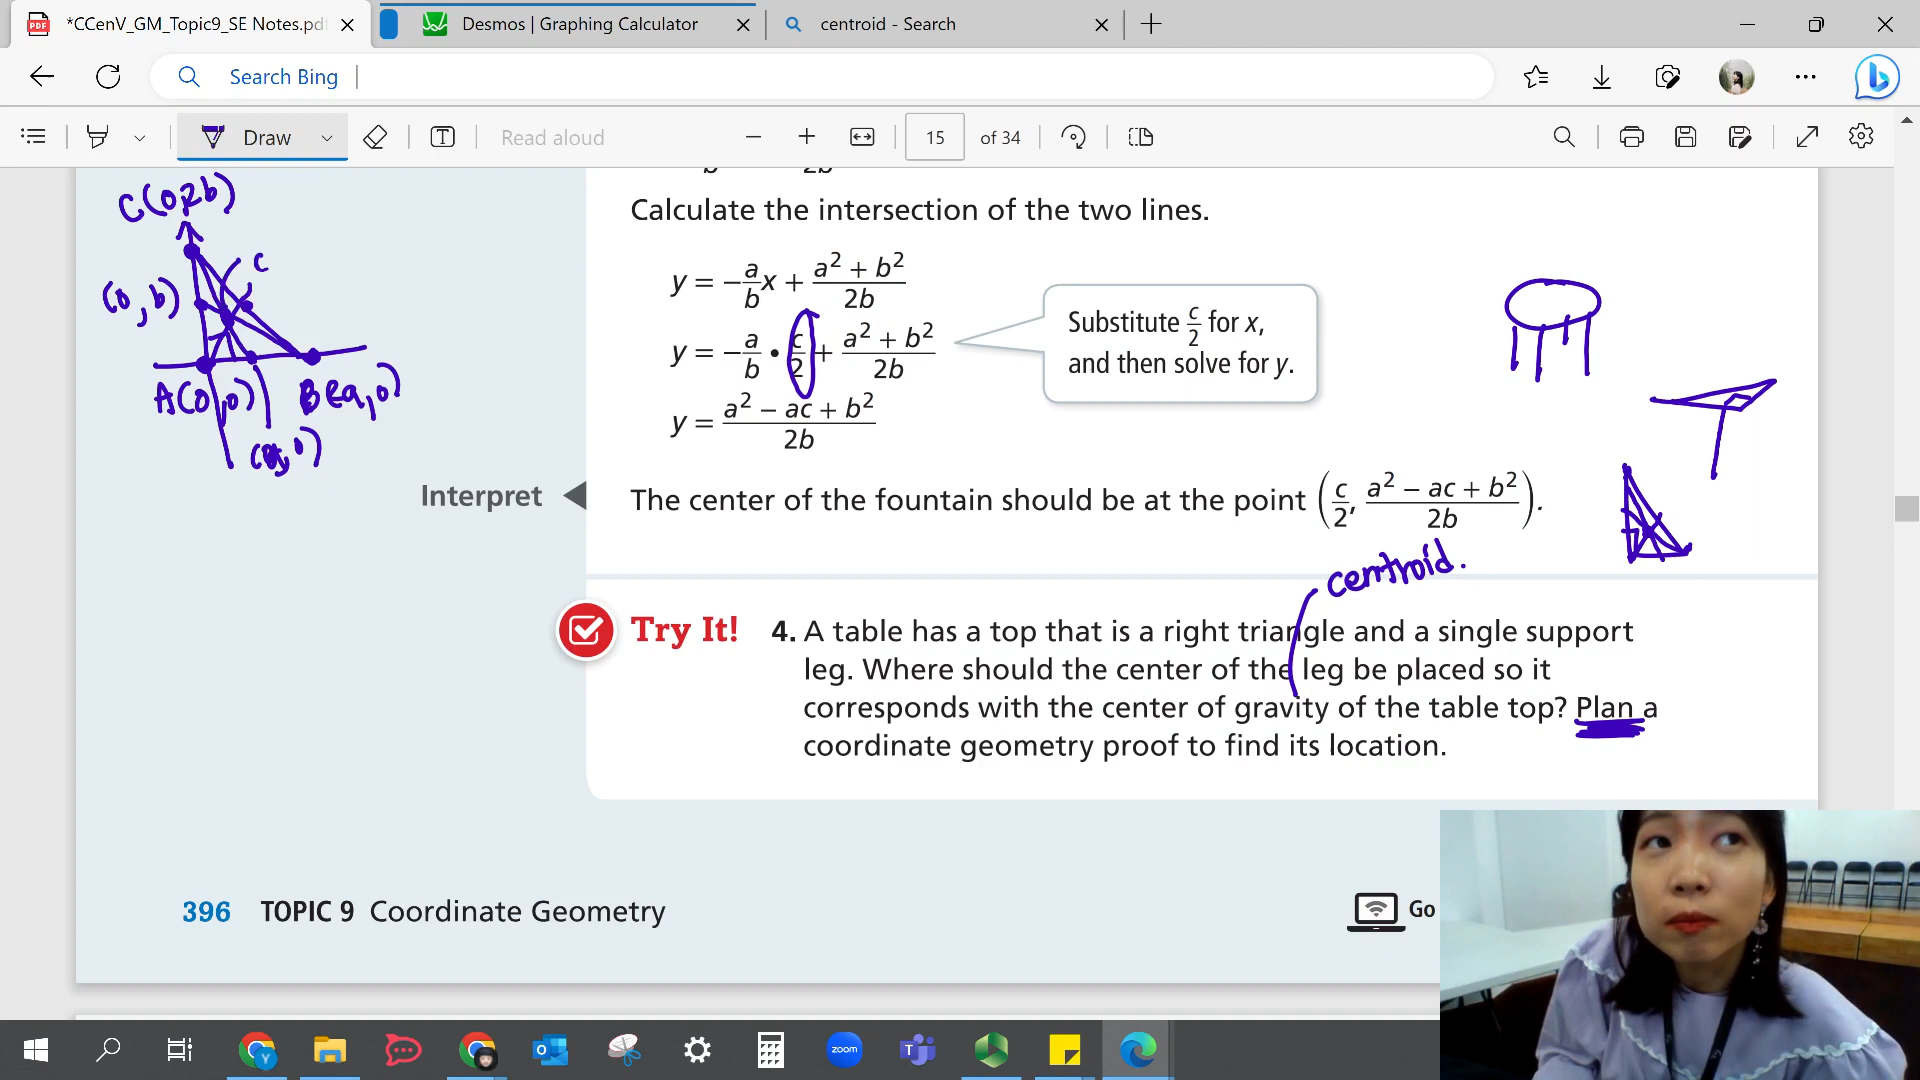 *CCenV_GM_Topic9_SE Notes.pdf
Desmos | Graphing Calculator
centroid - Search
Search Bing
Draw
Read aloud
15 of 34
Calculate the intersection of the two lines.
y = -a/b x + (a² + b²)/2b
y = -a/b • c/2 + (a² + b²)/2b
y = (a² − ac + b²)/2b
Substitute c/2 for x,
and then solve for y.
Interpret
The center of the fountain should be at the point (c/2, (a² − ac + b²)/2b).
centroid.
Try It! 4. A table has a top that is a right triangle and a single support
leg. Where should the center of the leg be placed so it
corresponds with the center of gravity of the table top? Plan a
coordinate geometry proof to find its location.
C(0,2b)
C
(0, b)
A(0,0)
B(2a,0)
396 TOPIC 9 Coordinate Geometry
Go
zoom